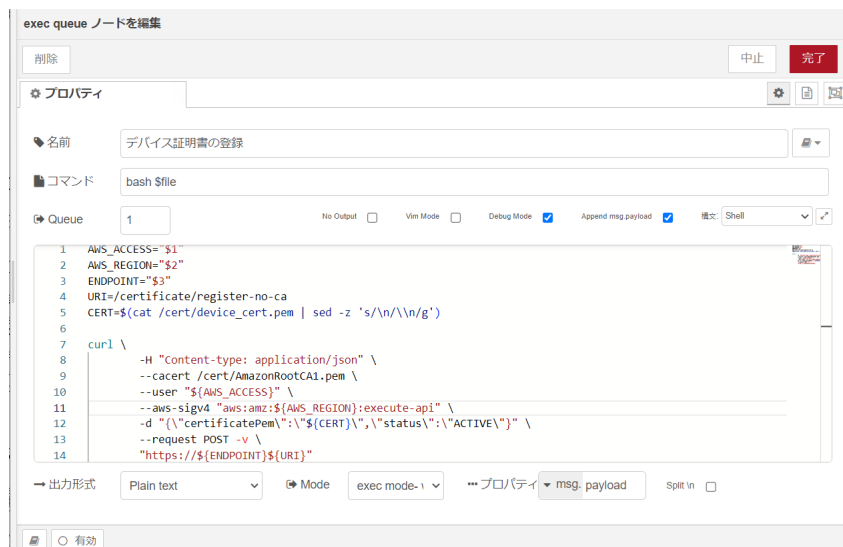 exec queue ノードを編集
削除
中止
完了
プロパティ
名前
デバイス証明書の登録
コマンド
bash $file
Queue
1
No Output
Vim Mode
Debug Mode
Append msg.payload
構文:
Shell
1 AWS_ACCESS="$1"
2 AWS_REGION="$2"
3 ENDPOINT="$3"
4 URI=/certificate/register-no-ca
5 CERT=$(cat /cert/device_cert.pem | sed -z 's/\n/\\n/g')
6
7 curl \
8 -H "Content-type: application/json" \
9 --cacert /cert/AmazonRootCA1.pem \
10 --user "${AWS_ACCESS}" \
11 --aws-sigv4 "aws:amz:${AWS_REGION}:execute-api" \
12 -d "{\"certificatePem\":\"${CERT}\",\"status\":\"ACTIVE\"}" \
13 --request POST -v \
14 "https://${ENDPOINT}${URI}"
出力形式
Plain text
Mode
exec mode-
プロパティ
msg. payload
Split \n
有効